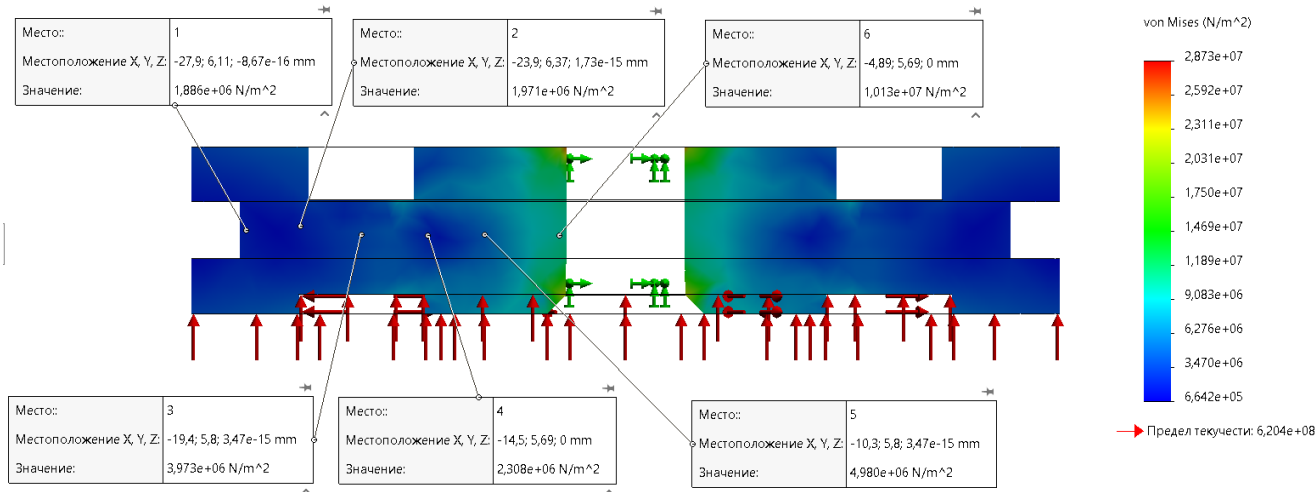 Место:: 1
Местоположение X, Y, Z: -27,9; 6,11; -8,67e-16 mm
Значение: 1,886e+06 N/m^2
Место:: 2
Местоположение X, Y, Z: -23,9; 6,37; 1,73e-15 mm
Значение: 1,971e+06 N/m^2
Место:: 6
Местоположение X, Y, Z: -4,89; 5,69; 0 mm
Значение: 1,013e+07 N/m^2
von Mises (N/m^2)
2,873e+07
2,592e+07
2,311e+07
2,031e+07
1,750e+07
1,469e+07
1,189e+07
9,083e+06
6,276e+06
3,470e+06
6,642e+05
Предел текучести: 6,204e+08
Место:: 3
Местоположение X, Y, Z: -19,4; 5,8; 3,47e-15 mm
Значение: 3,973e+06 N/m^2
Место:: 4
Местоположение X, Y, Z: -14,5; 5,69; 0 mm
Значение: 2,308e+06 N/m^2
Место:: 5
Местоположение X, Y, Z: -10,3; 5,8; 3,47e-15 mm
Значение: 4,980e+06 N/m^2